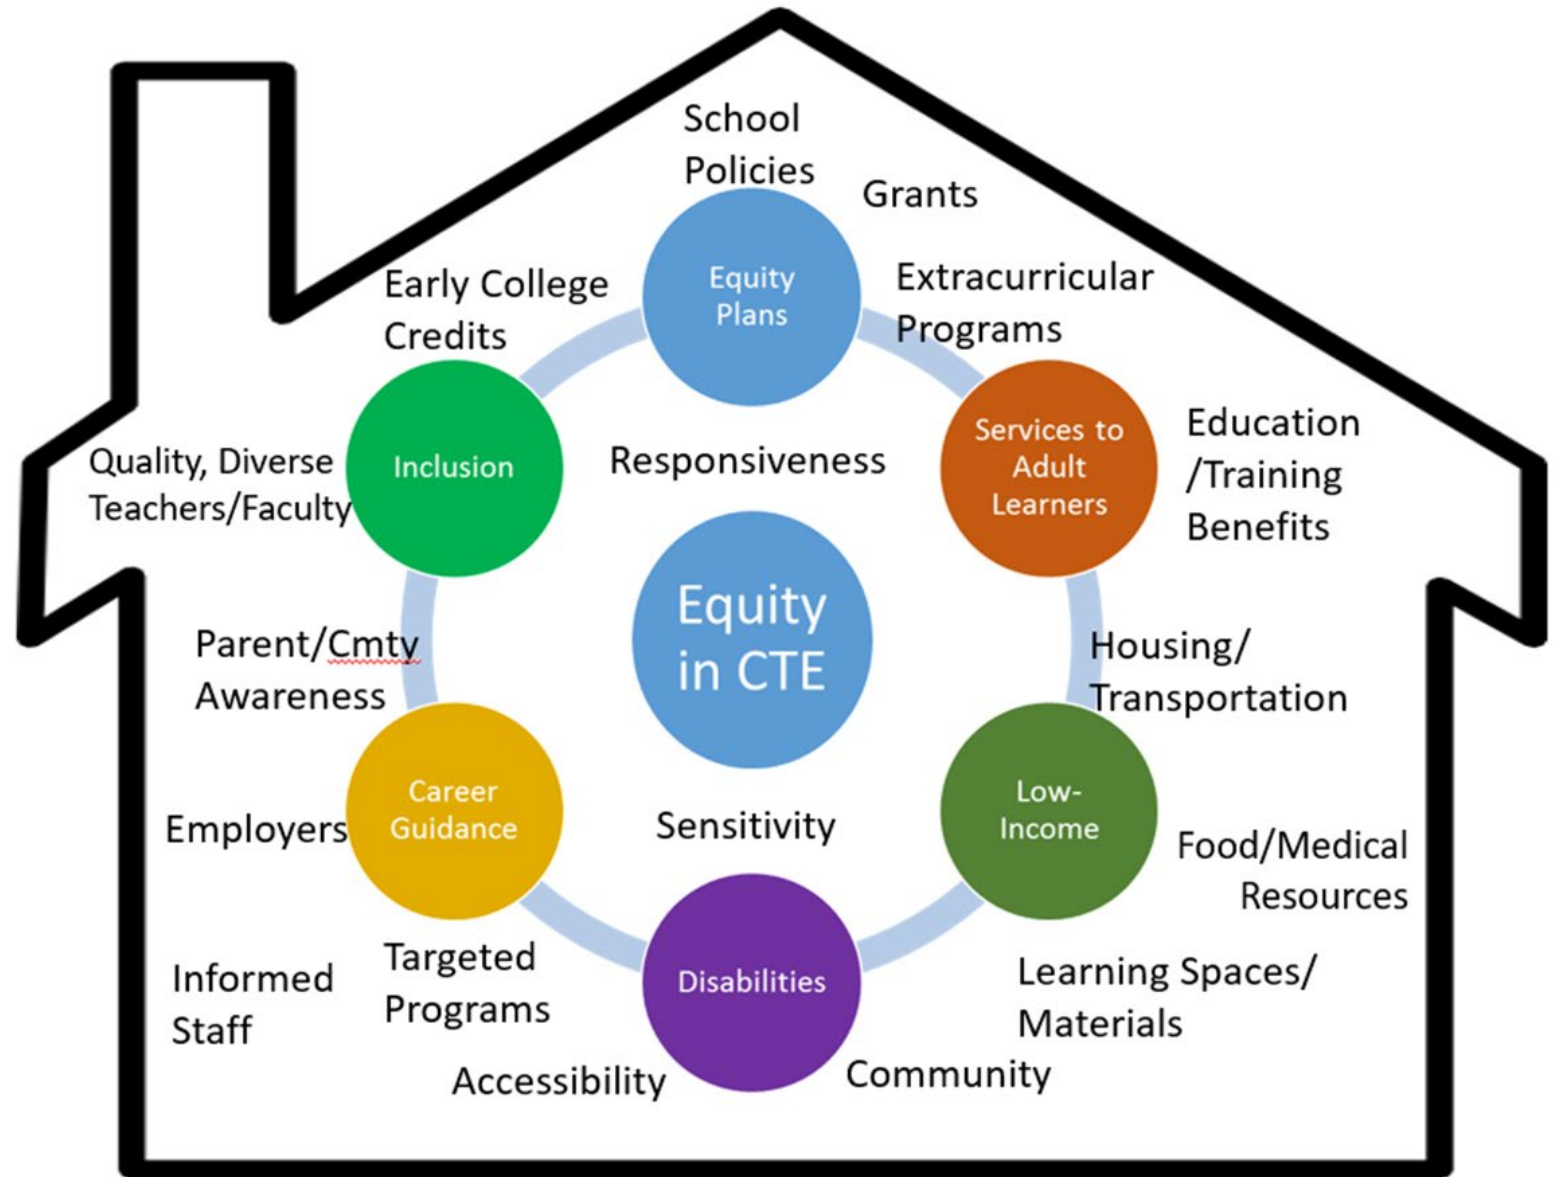 School
Policies
Grants
Early College
Credits
Equity
Plans
Extracurricular
Programs
Quality, Diverse
Teachers/Faculty
Inclusion
Responsiveness
Services to
Adult
Learners
Education
/Training
Benefits
Equity
in CTE
Parent/Cmty
Awareness
Housing/
Transportation
Employers
Career
Guidance
Sensitivity
Low-
Income
Food/Medical
Resources
Informed
Staff
Targeted
Programs
Disabilities
Learning Spaces/
Materials
Accessibility
Community